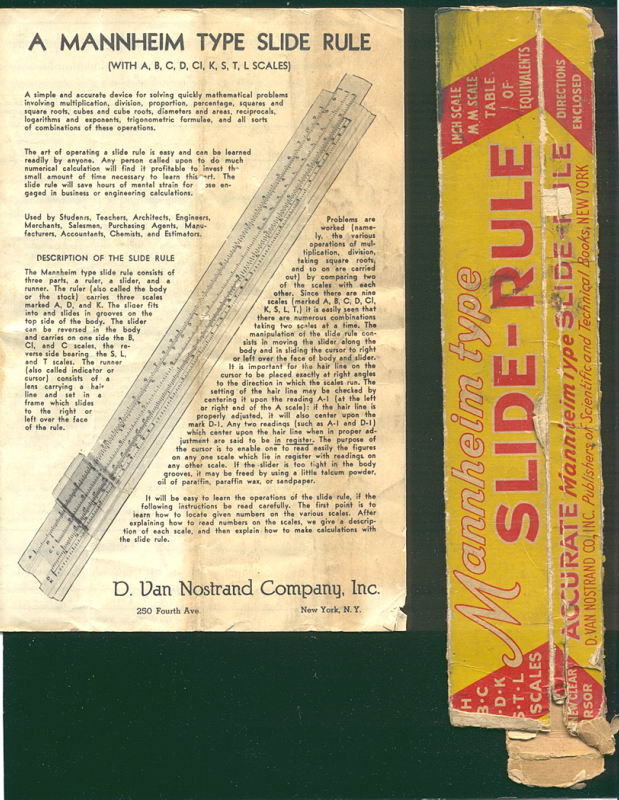 A MANNHEIM TYPE SLIDE RULE
(WITH A, B, C, D, CI, K, S, T, L SCALES)
A simple and accurate device for solving quickly mathematical problems
involving multiplication, division, proportion, percentage, squares and
square roots, cubes and cube roots, diameters and areas, reciprocals,
logarithms and exponents, trigonometric formulae, and all sorts
of combinations of these operations.
The art of operating a slide rule is easy and can be learned
readily by anyone. Any person called upon to do much
numerical calculation will find it profitable to invest th
small amount of time necessary to learn this art. The
slide rule will save hours of mental strain for ose en-
gaged in business or engineering calculations.
Used by Students, Teachers, Architects, Engineers,
Merchants, Salesmen, Purchasing Agents, Manu-
facturers, Accountants, Chemists, and Estimators.
DESCRIPTION OF THE SLIDE RULE
The Mannheim type slide rule consists of
three parts, a ruler, a slider, and a
runner. The ruler (also called the body
or the stock) carries three scales
marked A, D, and K. The slider fits
into and slides in grooves on the
top side of the body. The slider
can be reversed in the body
and carries on one side the B,
CI, and C scales, the re-
verse side bearing the S, L,
and T scales. The runner
(also called indicator or
cursor) consists of a
lens carrying a hair
line and set in a
frame which slides
to the right or
left over the face
of the rule.
Problems are
worked (name-
ly, the various
operations of mul-
tiplication, division,
taking square roots,
and so on are carried
out) by comparing two
of the scales with each
other. Since there are nine
scales (marked A, B, C, D, CI,
K, S, L, T,) it is easily seen that
there are numerous combinations
taking two scales at a time. The
manipulation of the slide rule con-
sists in moving the slider along the
body and in sliding the cursor to right
or left over the face of body and slider.
It is important for the hair line on the
cursor to be placed exactly at right angles
to the direction in which the scales run. The
setting of the hair line may be checked by
centering it upon the reading A-1 (at the left
or right end of the A scale): if the hair line is
properly adjusted, it will also center upon the
mark D-1. Any two readings (such as A-1 and D-1)
which center upon the hair line when in proper ad-
justment are said to be in register. The purpose of
the cursor is to enable one to read easily the figures
on any one scale which lie in register with readings on
any other scale. If the slider is too tight in the body
grooves, it may be freed by using a little talcum powder,
oil of paraffin, paraffin wax, or sandpaper.
It will be easy to learn the operations of the slide rule, if the
following instructions be read carefully. The first point is to
learn how to locate given numbers on the various scales. After
explaining how to read numbers on the scales, we give a descrip-
tion of each scale, and then explain how to make calculations with
the slide rule.
D. Van Nostrand Company, Inc.
250 Fourth Ave. New York, N. Y.
INCH SCALE
M.M SCALE
TABLE
OF
EQUIVALENTS
Mannheim type
SLIDE-RULE
H
B·C
·D·K
S·T·L
SCALES
DIRECTIONS
ENCLOSED
ACCURATE Mannheim type SLIDE-RULE
D. VAN NOSTRAND CO., INC. Publishers of Scientific and Technical Books, NEW YORK
NEW CLEAR
RSOR